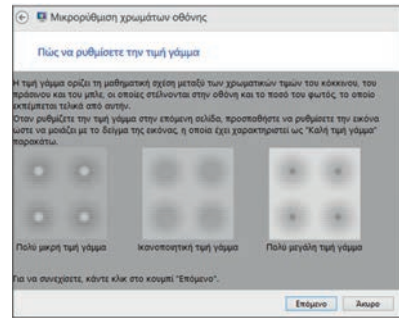 Μικρορύθμιση χρωμάτων οθόνης
Πώς να ρυθμίσετε την τιμή γάμμα
Η τιμή γάμμα ορίζει τη μαθηματική σχέση μεταξύ των χρωματικών τιμών του κόκκινου, του
πράσινου και του μπλε, οι οποίες στέλνονται στην οθόνη και το ποσό του φωτός, το οποίο
εκπέμπεται τελικά από αυτήν.
Όταν ρυθμίζετε την τιμή γάμμα στην επόμενη σελίδα, προσπαθήστε να ρυθμίσετε την εικόνα
ώστε να μοιάζει με το δείγμα της εικόνας, η οποία έχει χαρακτηριστεί ως "Καλή τιμή γάμμα"
παρακάτω.
Πολύ μικρή τιμή γάμμα
Ικανοποιητική τιμή γάμμα
Πολύ μεγάλη τιμή γάμμα
Για να συνεχίσετε, κάντε κλικ στο κουμπί "Επόμενο".
Επόμενο
Άκυρο